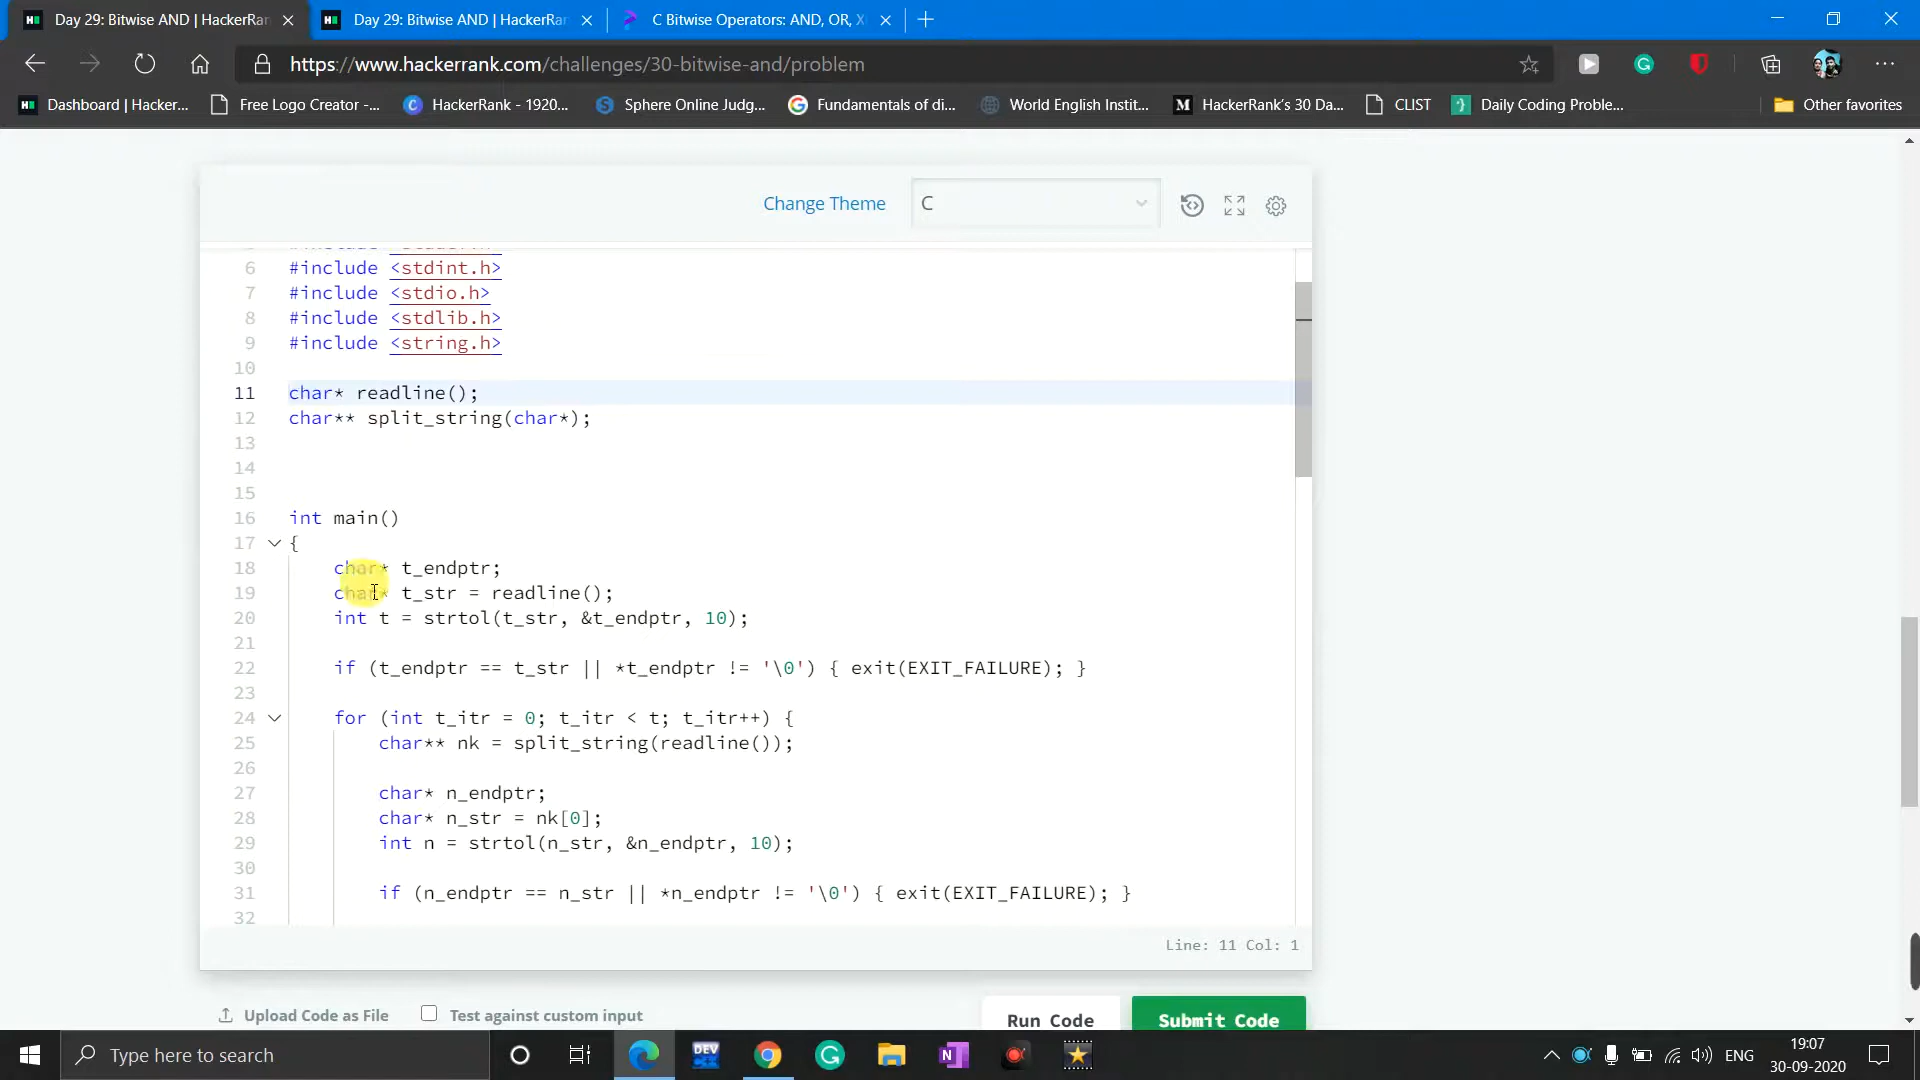 Day 29: Bitwise AND | HackerRan
Day 29: Bitwise AND | HackerRan
C Bitwise Operators: AND, OR, X
https://www.hackerrank.com/challenges/30-bitwise-and/problem
Dashboard | Hacker...
Free Logo Creator -...
HackerRank - 1920...
Sphere Online Judg...
Fundamentals of di...
World English Instit...
HackerRank's 30 Da...
CLIST
Daily Coding Proble...
Other favorites
Change Theme
C
6 #include <stdint.h>
7 #include <stdio.h>
8 #include <stdlib.h>
9 #include <string.h>
10
11 char* readline();
12 char** split_string(char*);
13
14
15
16 int main()
17 {
18 char* t_endptr;
19 char* t_str = readline();
20 int t = strtol(t_str, &t_endptr, 10);
21
22 if (t_endptr == t_str || *t_endptr != '\0') { exit(EXIT_FAILURE); }
23
24 for (int t_itr = 0; t_itr < t; t_itr++) {
25 char** nk = split_string(readline());
26
27 char* n_endptr;
28 char* n_str = nk[0];
29 int n = strtol(n_str, &n_endptr, 10);
30
31 if (n_endptr == n_str || *n_endptr != '\0') { exit(EXIT_FAILURE); }
32
Line: 11 Col: 1
Upload Code as File
Test against custom input
Run Code
Submit Code
Type here to search
DEV
ENG
19:07
30-09-2020